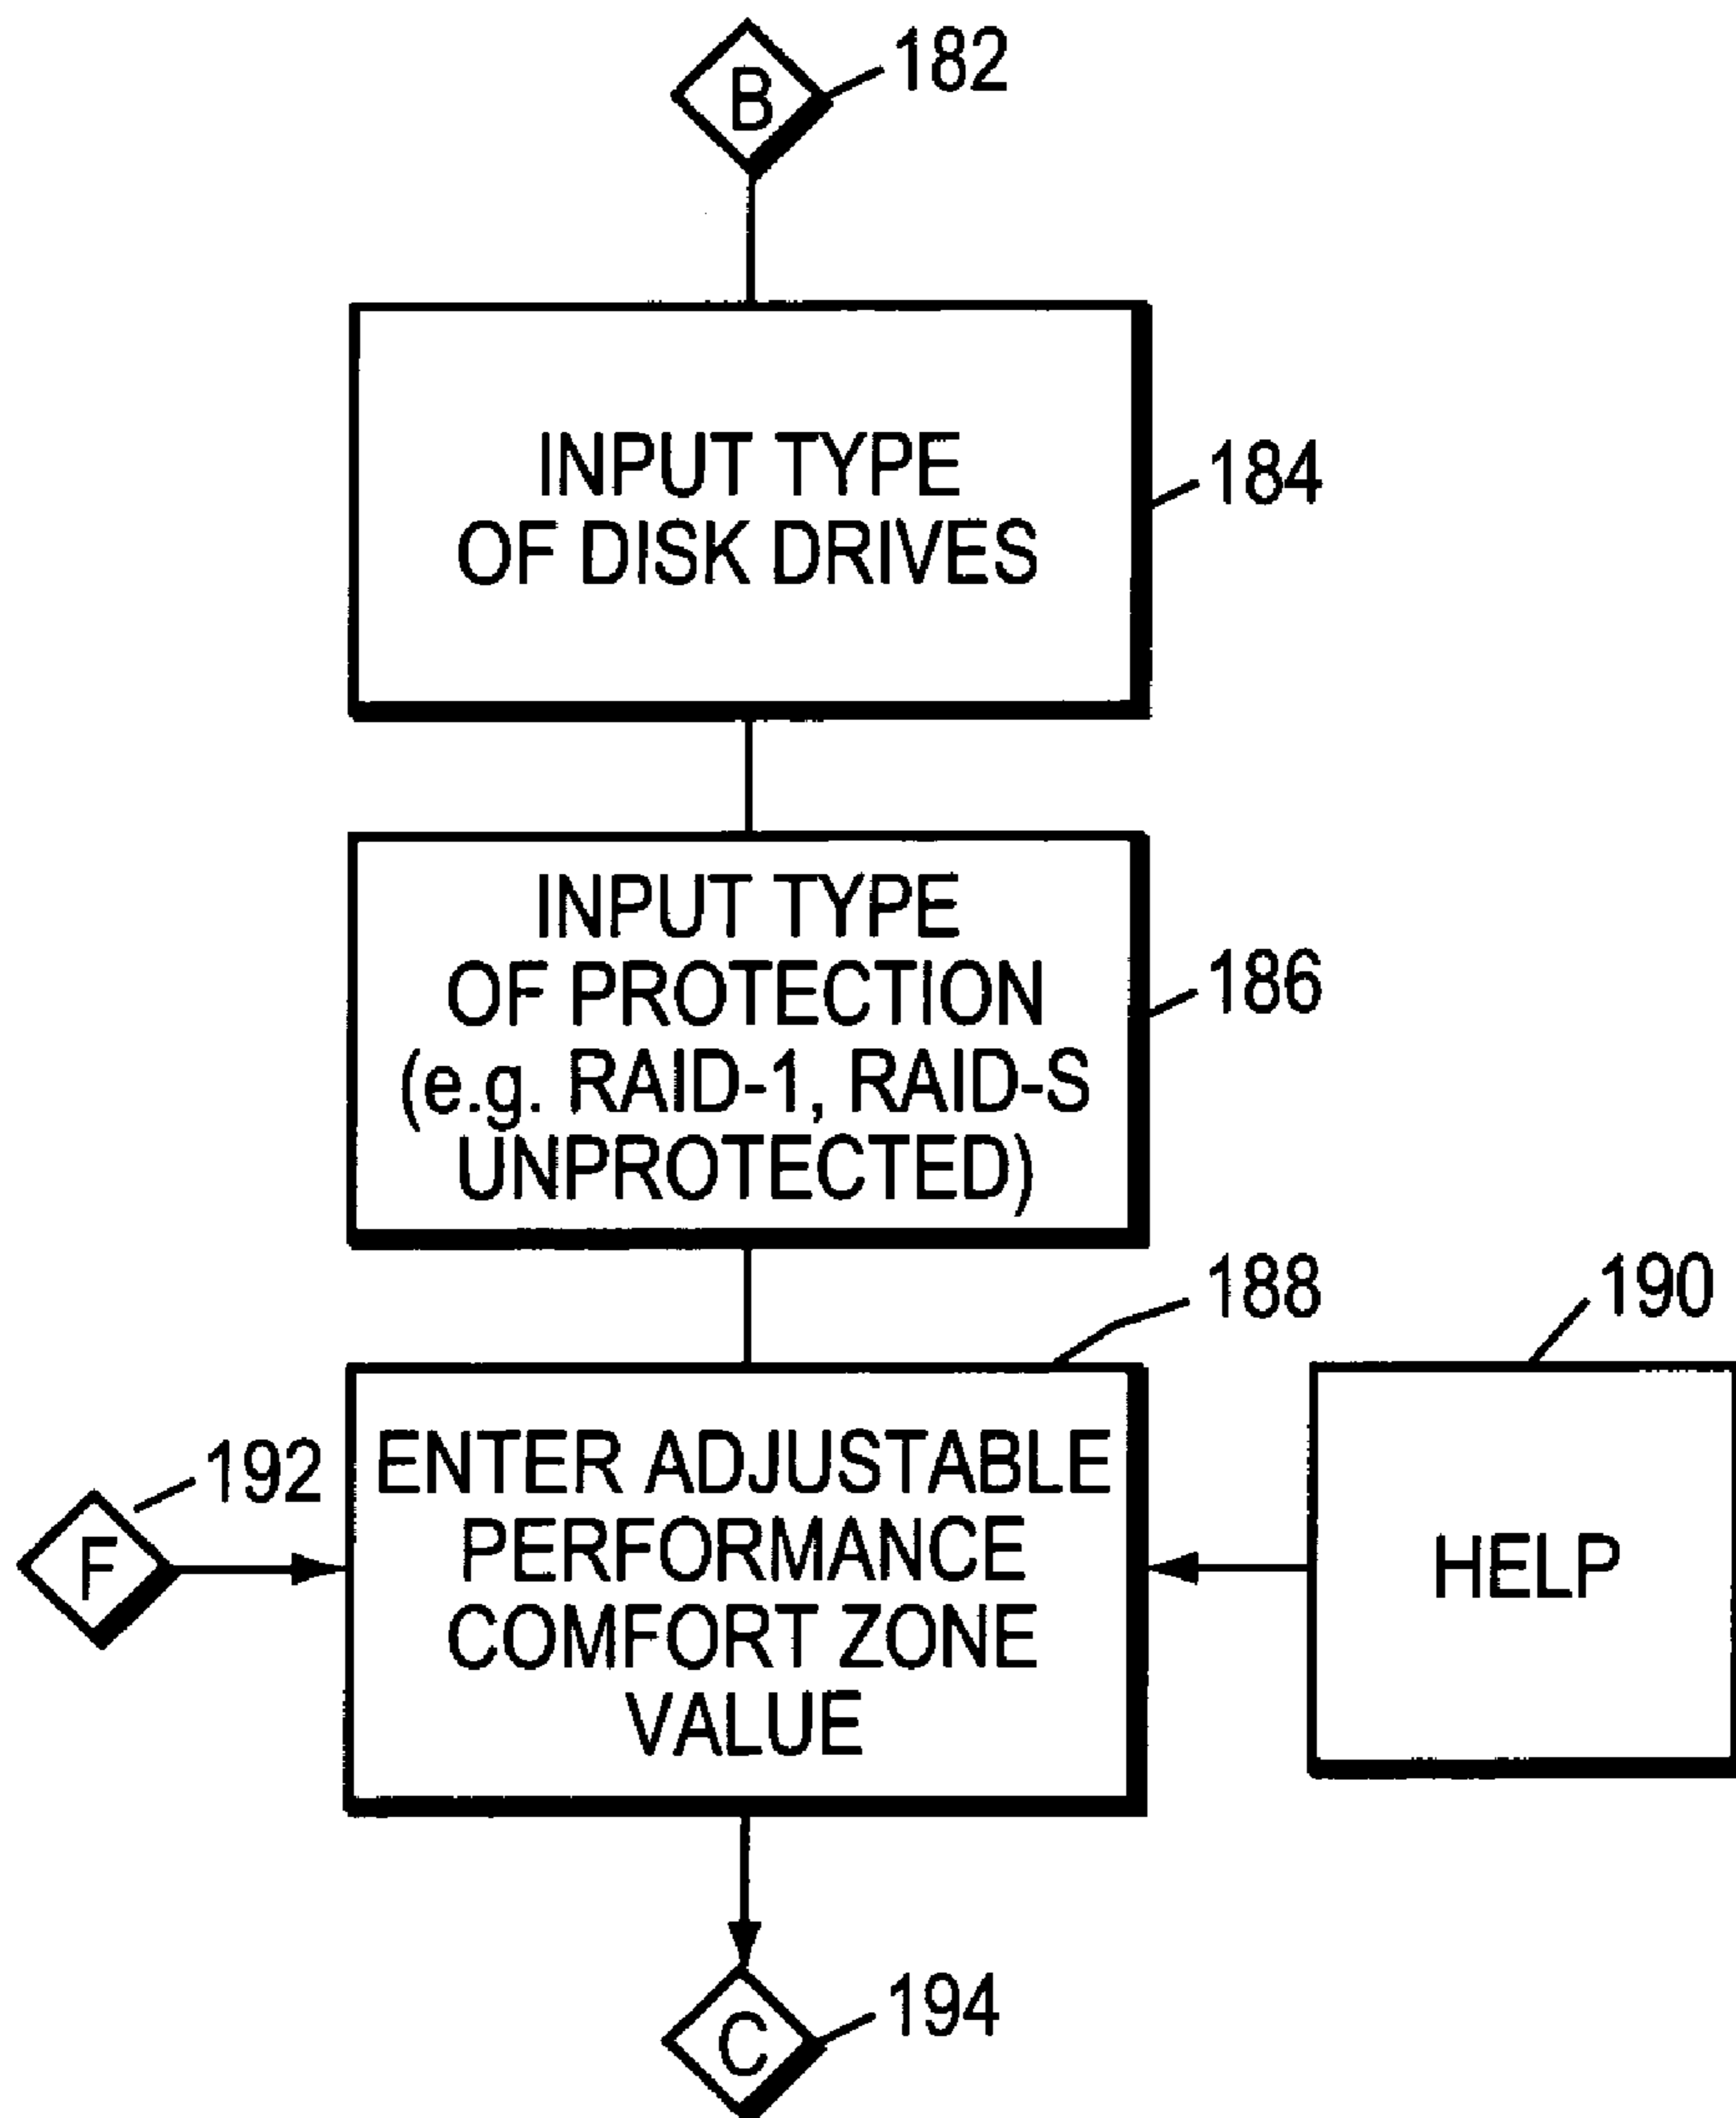 B
182
INPUT TYPE
OF DISK DRIVES
184
INPUT TYPE
OF PROTECTION
(e.g. RAID-1, RAID-S
UNPROTECTED)
186
188
190
192
F
ENTER ADJUSTABLE
PERFORMANCE
COMFORT ZONE
VALUE
HELP
C
194